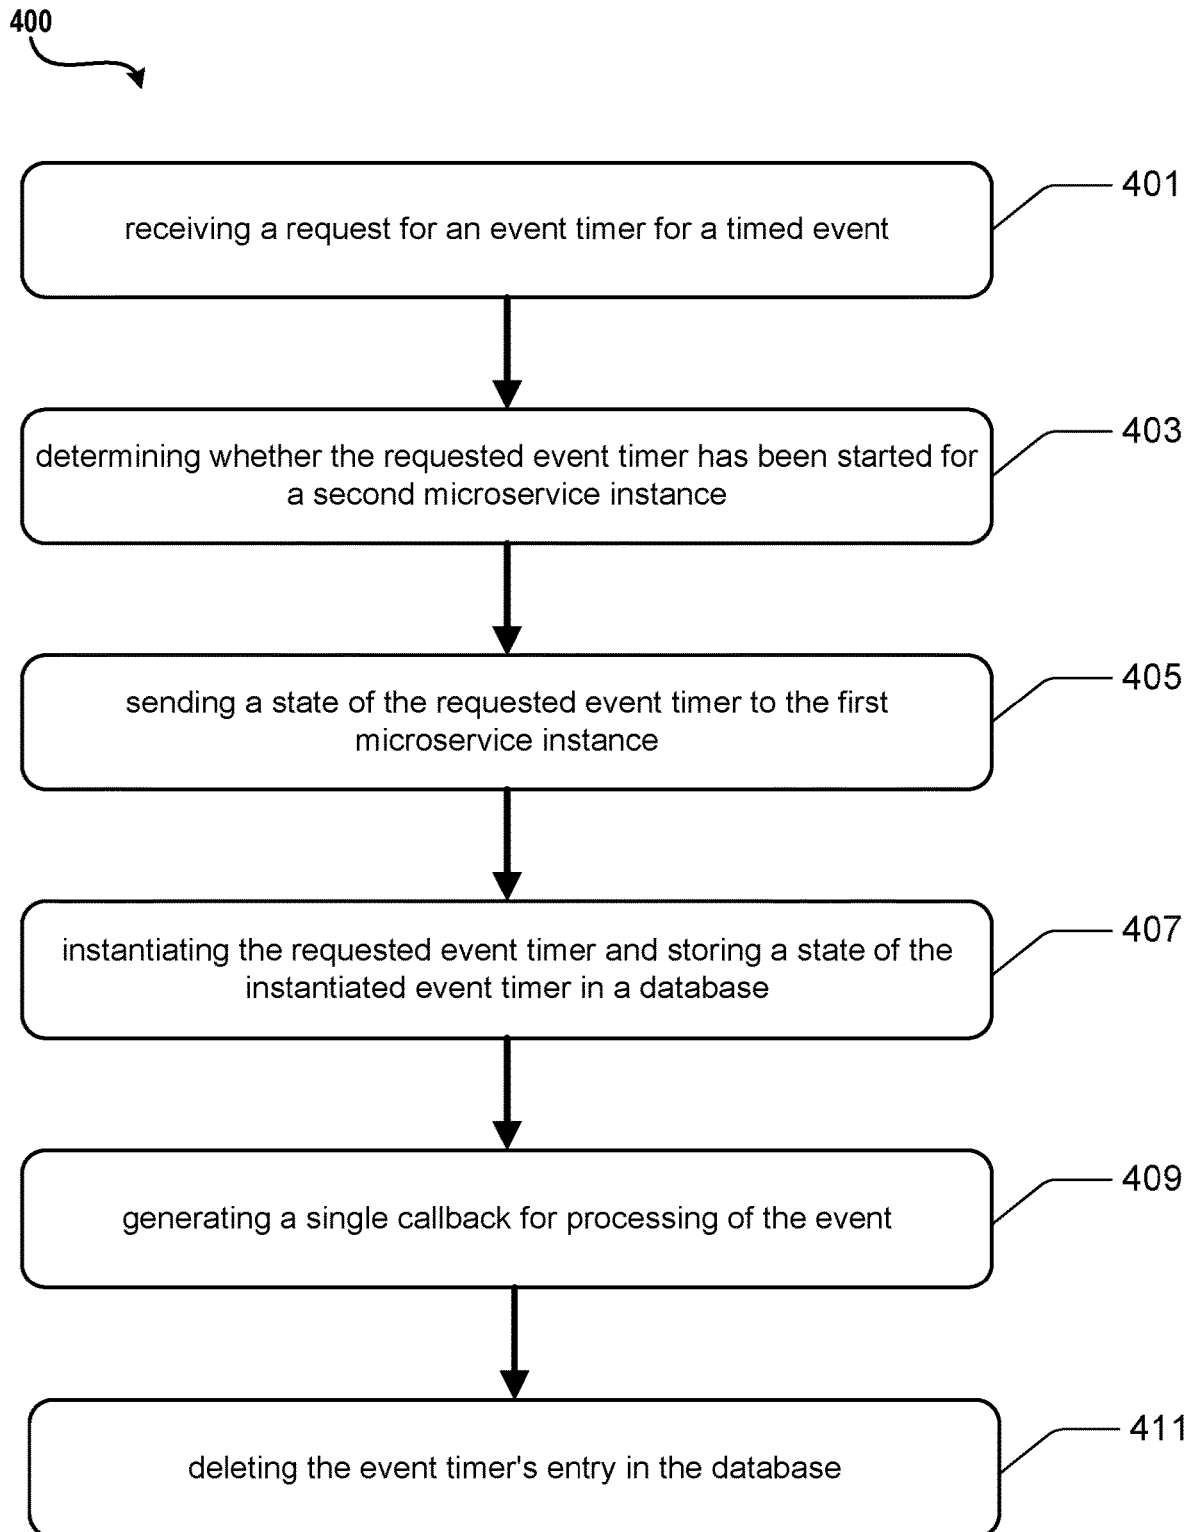 400
receiving a request for an event timer for a timed event
401
determining whether the requested event timer has been started for
a second microservice instance
403
sending a state of the requested event timer to the first
microservice instance
405
instantiating the requested event timer and storing a state of the
instantiated event timer in a database
407
generating a single callback for processing of the event
409
deleting the event timer's entry in the database
411